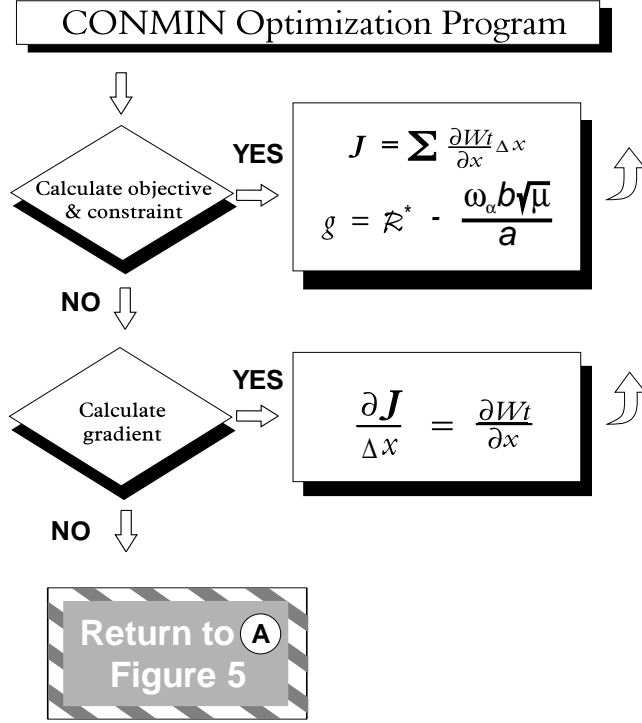 CONMIN Optimization Program
Calculate objective
& constraint
YES
J = Σ ∂Wt/∂x Δx
g = ℛ* - ω_α b√μ / a
NO
Calculate
gradient
YES
∂J/Δx = ∂Wt/∂x
NO
Return to A
Figure 5